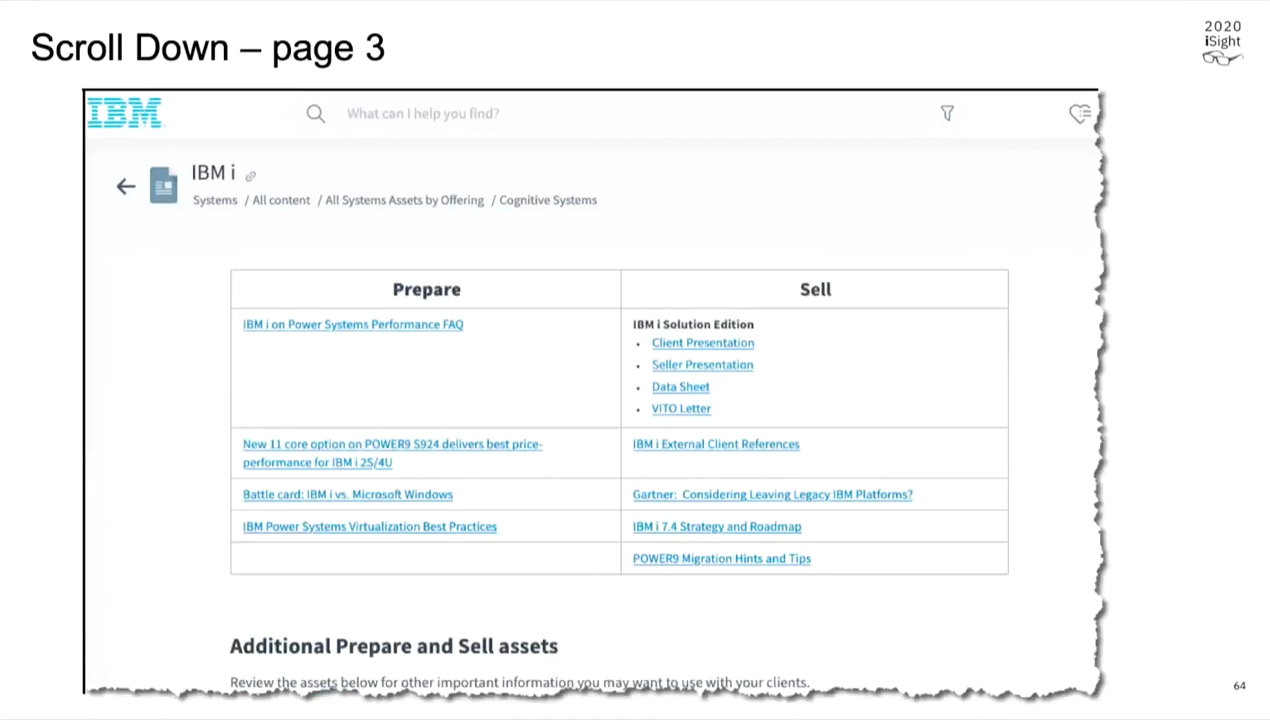 Scroll Down – page 3
2020
iSight
IBM
What can I help you find?
IBM i
Systems / All content / All Systems Assets by Offering / Cognitive Systems
Prepare
Sell
IBM i on Power Systems Performance FAQ
IBM i Solution Edition
• Client Presentation
• Seller Presentation
• Data Sheet
• VITO Letter
New 11 core option on POWER9 S924 delivers best price-
performance for IBM i 2S/4U
IBM i External Client References
Battle card: IBM i vs. Microsoft Windows
Gartner: Considering Leaving Legacy IBM Platforms?
IBM Power Systems Virtualization Best Practices
IBM i 7.4 Strategy and Roadmap
POWER9 Migration Hints and Tips
Additional Prepare and Sell assets
Review the assets below for other important information you may want to use with your clients.
64